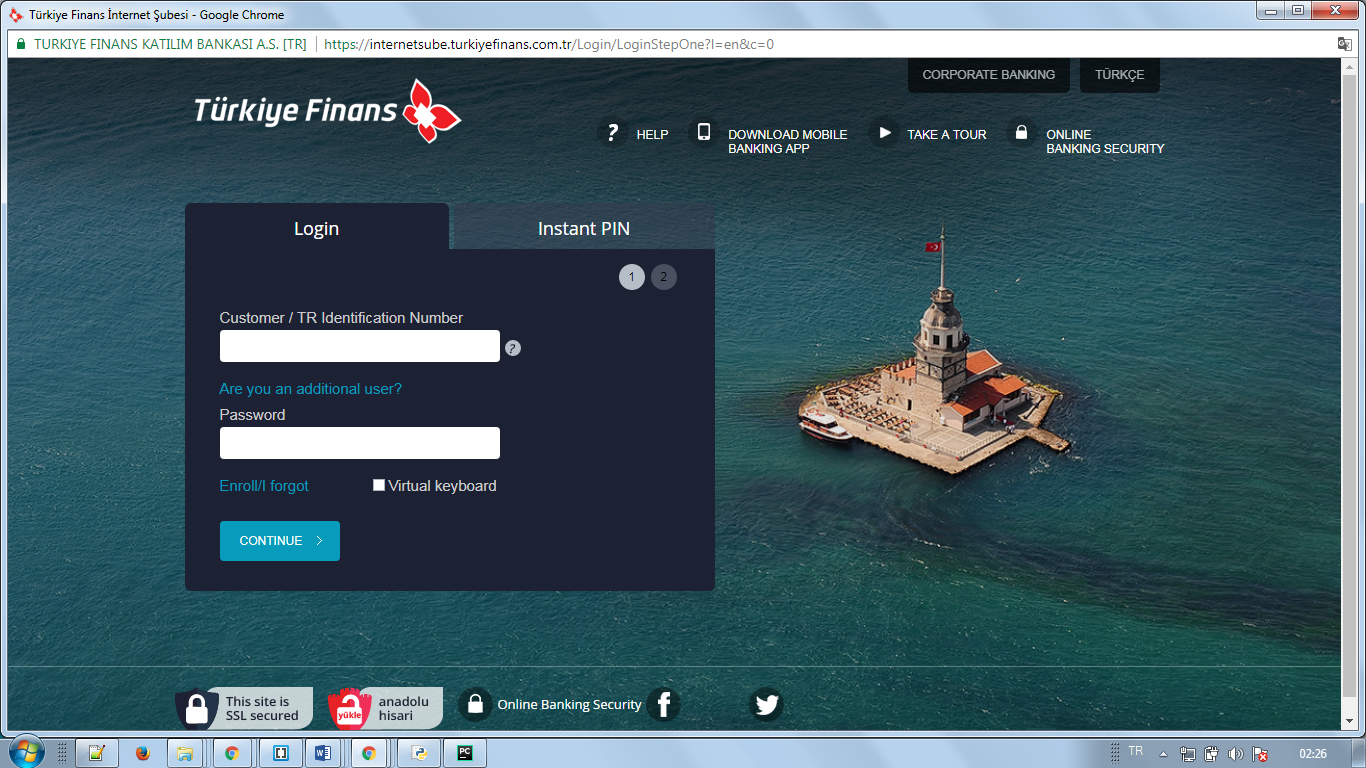 Türkiye Finans İnternet Şubesi - Google Chrome
TURKIYE FINANS KATILIM BANKASI A.S. [TR]
https://internetsube.turkiyefinans.com.tr/Login/LoginStepOne?l=en&c=0
CORPORATE BANKING
TÜRKÇE
Türkiye Finans
? HELP
DOWNLOAD MOBILE
BANKING APP
TAKE A TOUR
ONLINE
BANKING SECURITY
Login
Instant PIN
1 2
Customer / TR Identification Number
?
Are you an additional user?
Password
Enroll/I forgot
Virtual keyboard
CONTINUE
This site is
SSL secured
yükle
anadolu
hisari
Online Banking Security
f
W
PC
TR
02:26